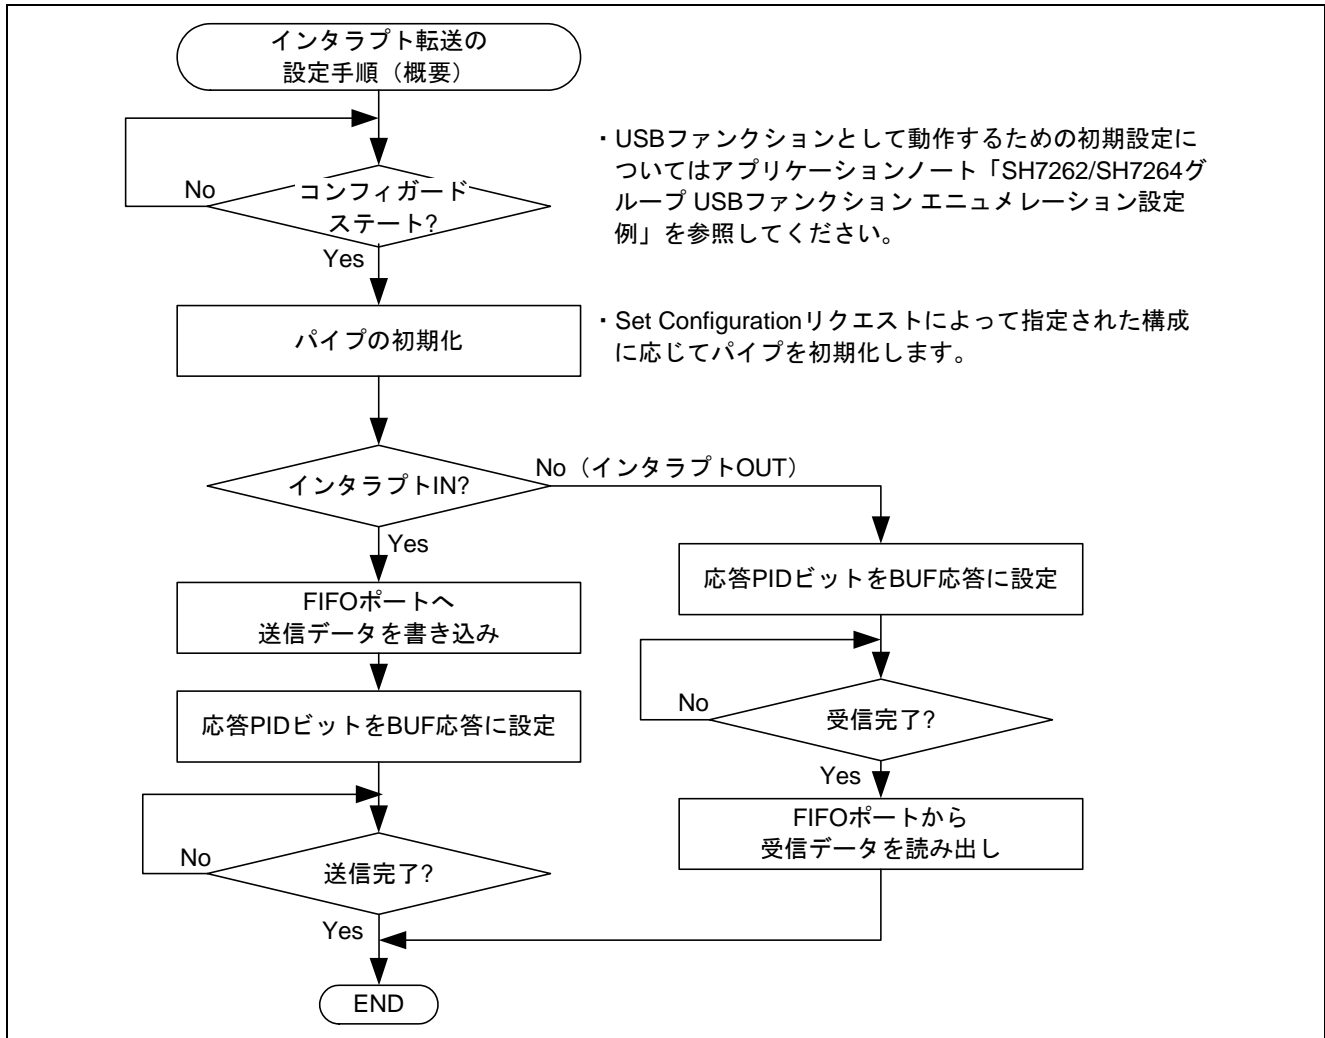 インタラプト転送の
設定手順（概要）
・USBファンクションとして動作するための初期設定に
ついてはアプリケーションノート「SH7262/SH7264グ
ループ USBファンクション エニュメレーション設定
例」を参照してください。
No
コンフィガード
ステート?
Yes
パイプの初期化
・Set Configurationリクエストによって指定された構成
に応じてパイプを初期化します。
インタラプトIN?
No（インタラプトOUT）
Yes
FIFOポートへ
送信データを書き込み
応答PIDビットをBUF応答に設定
No
送信完了?
Yes
応答PIDビットをBUF応答に設定
No
受信完了?
Yes
FIFOポートから
受信データを読み出し
END